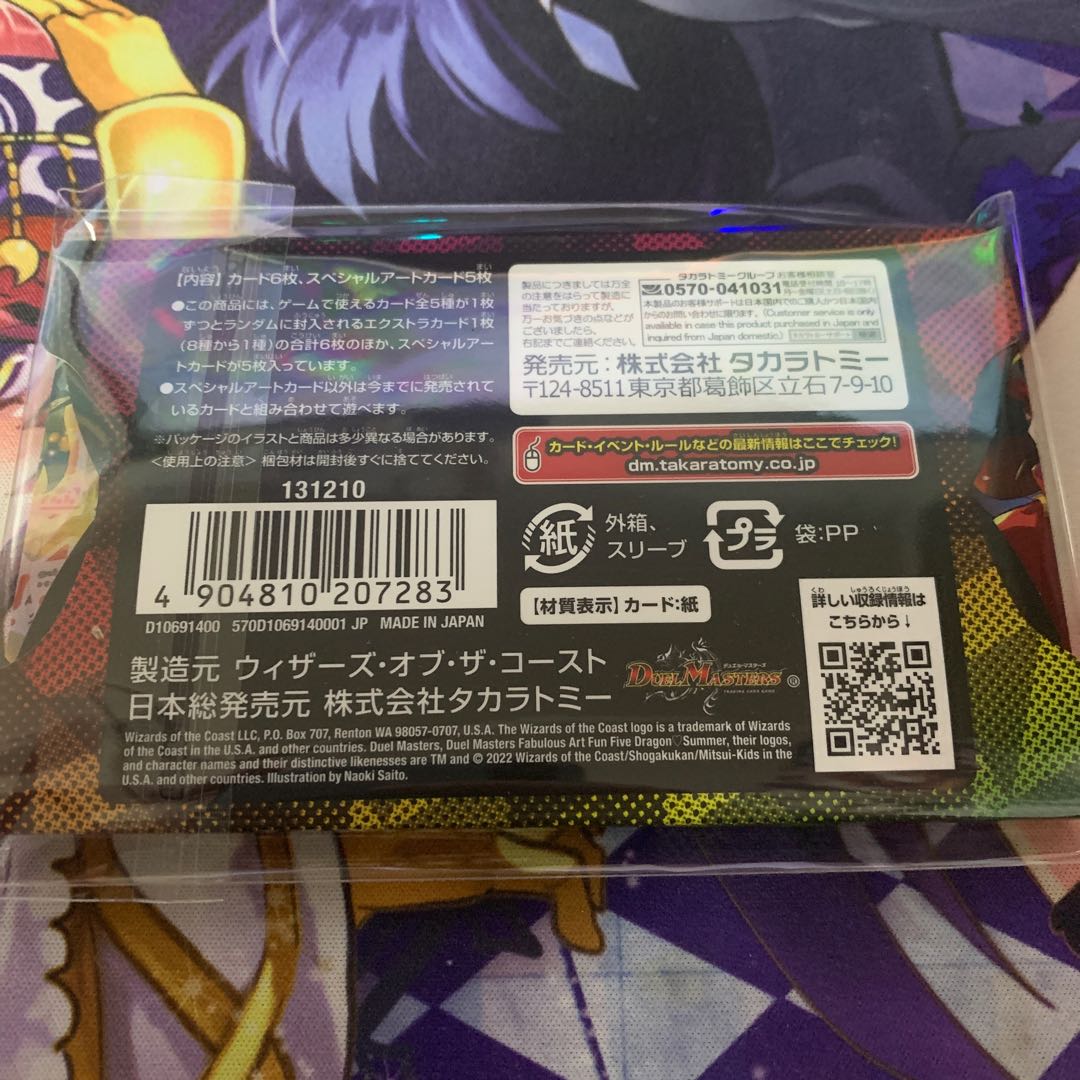 【内容】カード6枚、スペシャルアートカード5枚
●この商品には、ゲームで使えるカード全5種が1枚
ずつとランダムに封入されるエクストラカード1枚
(8種から1種)の合計6枚のほか、スペシャルアー
トカードが5枚入っています。
●スペシャルアートカード以外は今までに発売されて
いるカードと組み合わせて遊べます。
※パッケージのイラストと商品は多少異なる場合があります。
<使用上の注意> 梱包材は開封後すぐに捨ててください。
131210
4 904810 207283
D10691400 570D1069140001 JP MADE IN JAPAN
製品につきましては万全
の注意をはらって製造に
当たっておりますが、
万一お気づきの点などが
ございましたら、
右記までご連絡ください。
タカラトミーグループ お客様相談室
0570-041031
電話受付時間 10〜17時
本製品のお客様サポートは日本国内でのご購入かつ日本国内
からのお問い合わせに限ります。(Customer service is only
available in case this product purchased in Japan and
inquired from Japan domestic.)
発売元:株式会社 タカラトミー
〒124-8511 東京都葛飾区立石7-9-10
カード・イベント・ルールなどの最新情報はここでチェック!
dm.takaratomy.co.jp
紙 外箱、
スリーブ
プラ 袋:PP
【材質表示】カード:紙
詳しい収録情報は
こちらから↓
製造元 ウィザーズ・オブ・ザ・コースト
日本総発売元 株式会社タカラトミー
デュエル・マスターズ
DUEL MASTERS ®
TRADING CARD GAME
Wizards of the Coast LLC, P.O. Box 707, Renton WA 98057-0707, U.S.A. The Wizards of the Coast logo is a trademark of Wizards
of the Coast in the U.S.A. and other countries. Duel Masters, Duel Masters Fabulous Art Fun Five Dragon♡Summer, their logos,
and character names and their distinctive likenesses are TM and © 2022 Wizards of the Coast/Shogakukan/Mitsui-Kids in the
U.S.A. and other countries. Illustration by Naoki Saito.